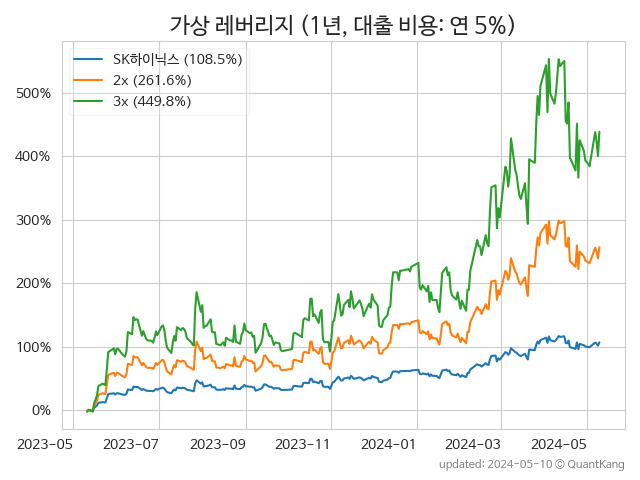 가상 레버리지 (1년, 대출 비용: 연 5%)
SK하이닉스 (108.5%)
2x (261.6%)
3x (449.8%)
500%
400%
300%
200%
100%
0%
2023-05 2023-07 2023-09 2023-11 2024-01 2024-03 2024-05
updated: 2024-05-10 © QuantKang